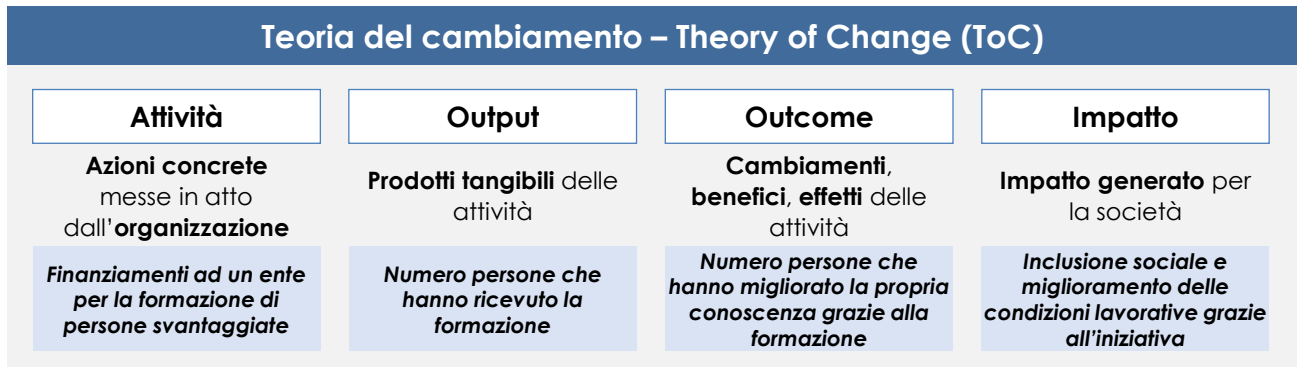 Teoria del cambiamento – Theory of Change (ToC)
Attività
Azioni concrete
messe in atto
dall'organizzazione
Finanziamenti ad un ente
per la formazione di
persone svantaggiate
Output
Prodotti tangibili delle
attività
Numero persone che
hanno ricevuto la
formazione
Outcome
Cambiamenti,
benefici, effetti delle
attività
Numero persone che
hanno migliorato la propria
conoscenza grazie alla
formazione
Impatto
Impatto generato per
la società
Inclusione sociale e
miglioramento delle
condizioni lavorative grazie
all'iniziativa